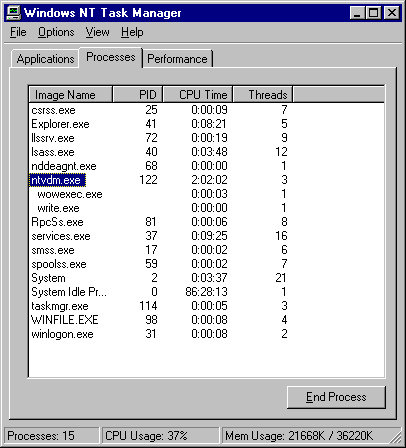 Windows NT Task Manager
File Options View Help
Applications Processes Performance
Image Name PID CPU Time Threads
csrss.exe 25 0:00:09 7
Explorer.exe 41 0:08:21 5
llssrv.exe 72 0:00:19 9
lsass.exe 40 0:03:48 12
nddeagnt.exe 68 0:00:00 1
ntvdm.exe 122 2:02:02 3
wowexec.exe 0:00:03 1
write.exe 0:00:00 1
RpcSs.exe 81 0:00:06 8
services.exe 37 0:09:25 16
smss.exe 17 0:00:02 6
spoolss.exe 59 0:00:02 7
System 2 0:03:37 21
System Idle Pr... 0 86:28:13 1
taskmgr.exe 114 0:00:05 3
WINFILE.EXE 98 0:00:08 4
winlogon.exe 31 0:00:08 2
End Process
Processes: 15 CPU Usage: 37% Mem Usage: 21668K / 36220K